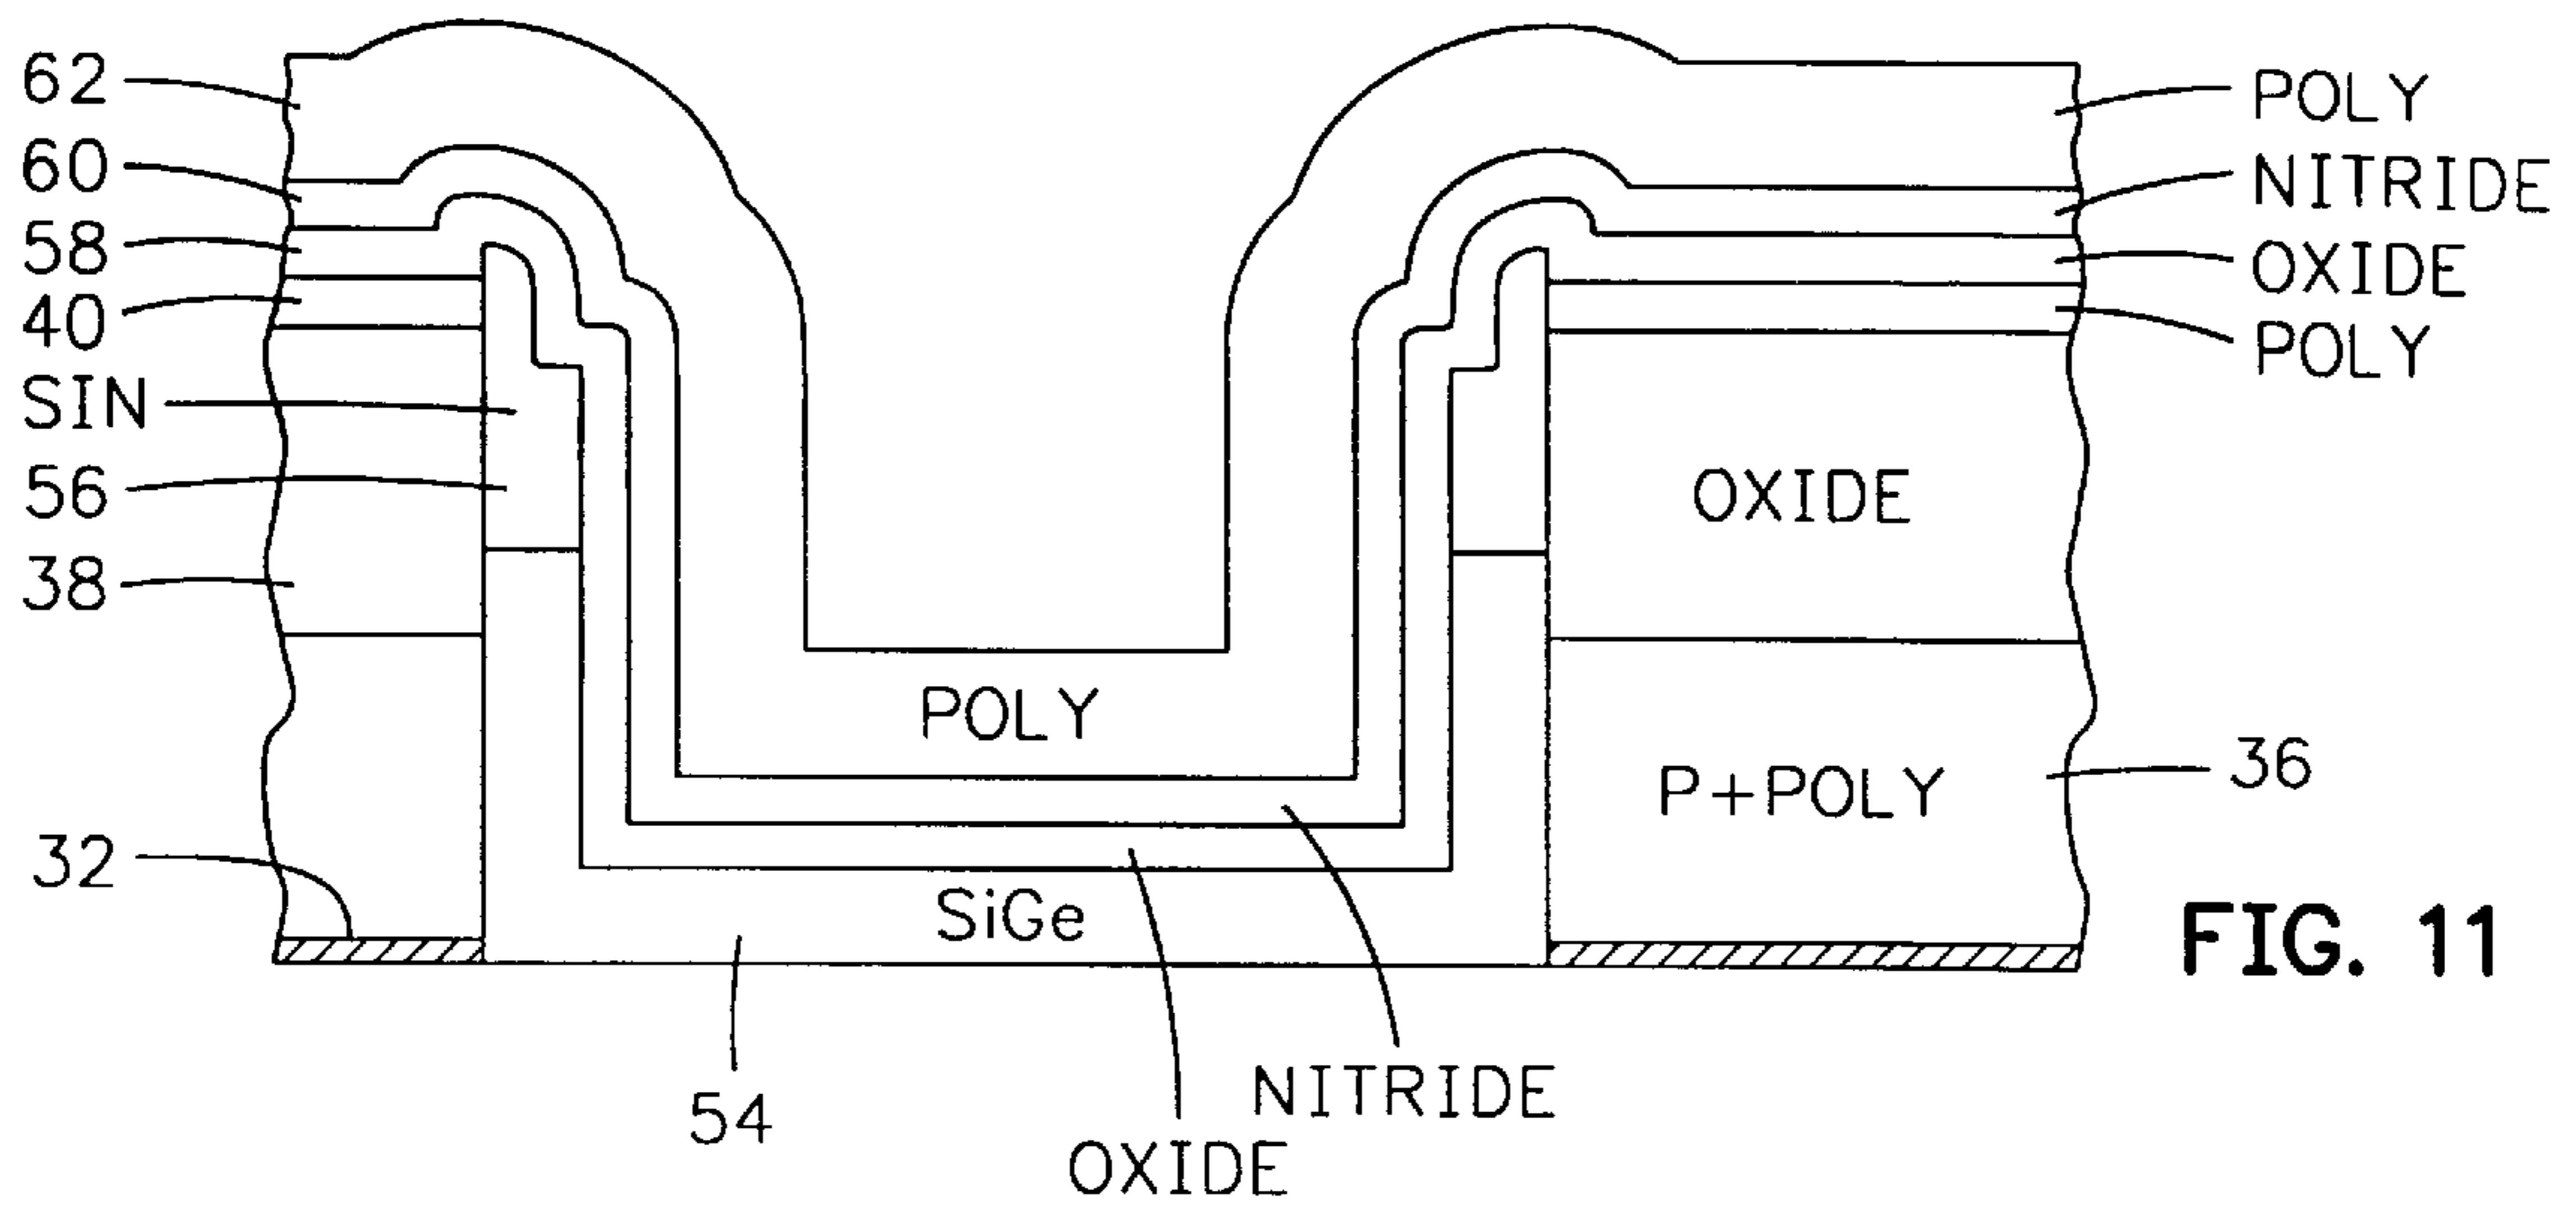 62
60
58
40
SIN
56
38
32
POLY
NITRIDE
OXIDE
POLY
OXIDE
POLY
P+POLY
36
SiGe
54
NITRIDE
OXIDE
FIG. 11